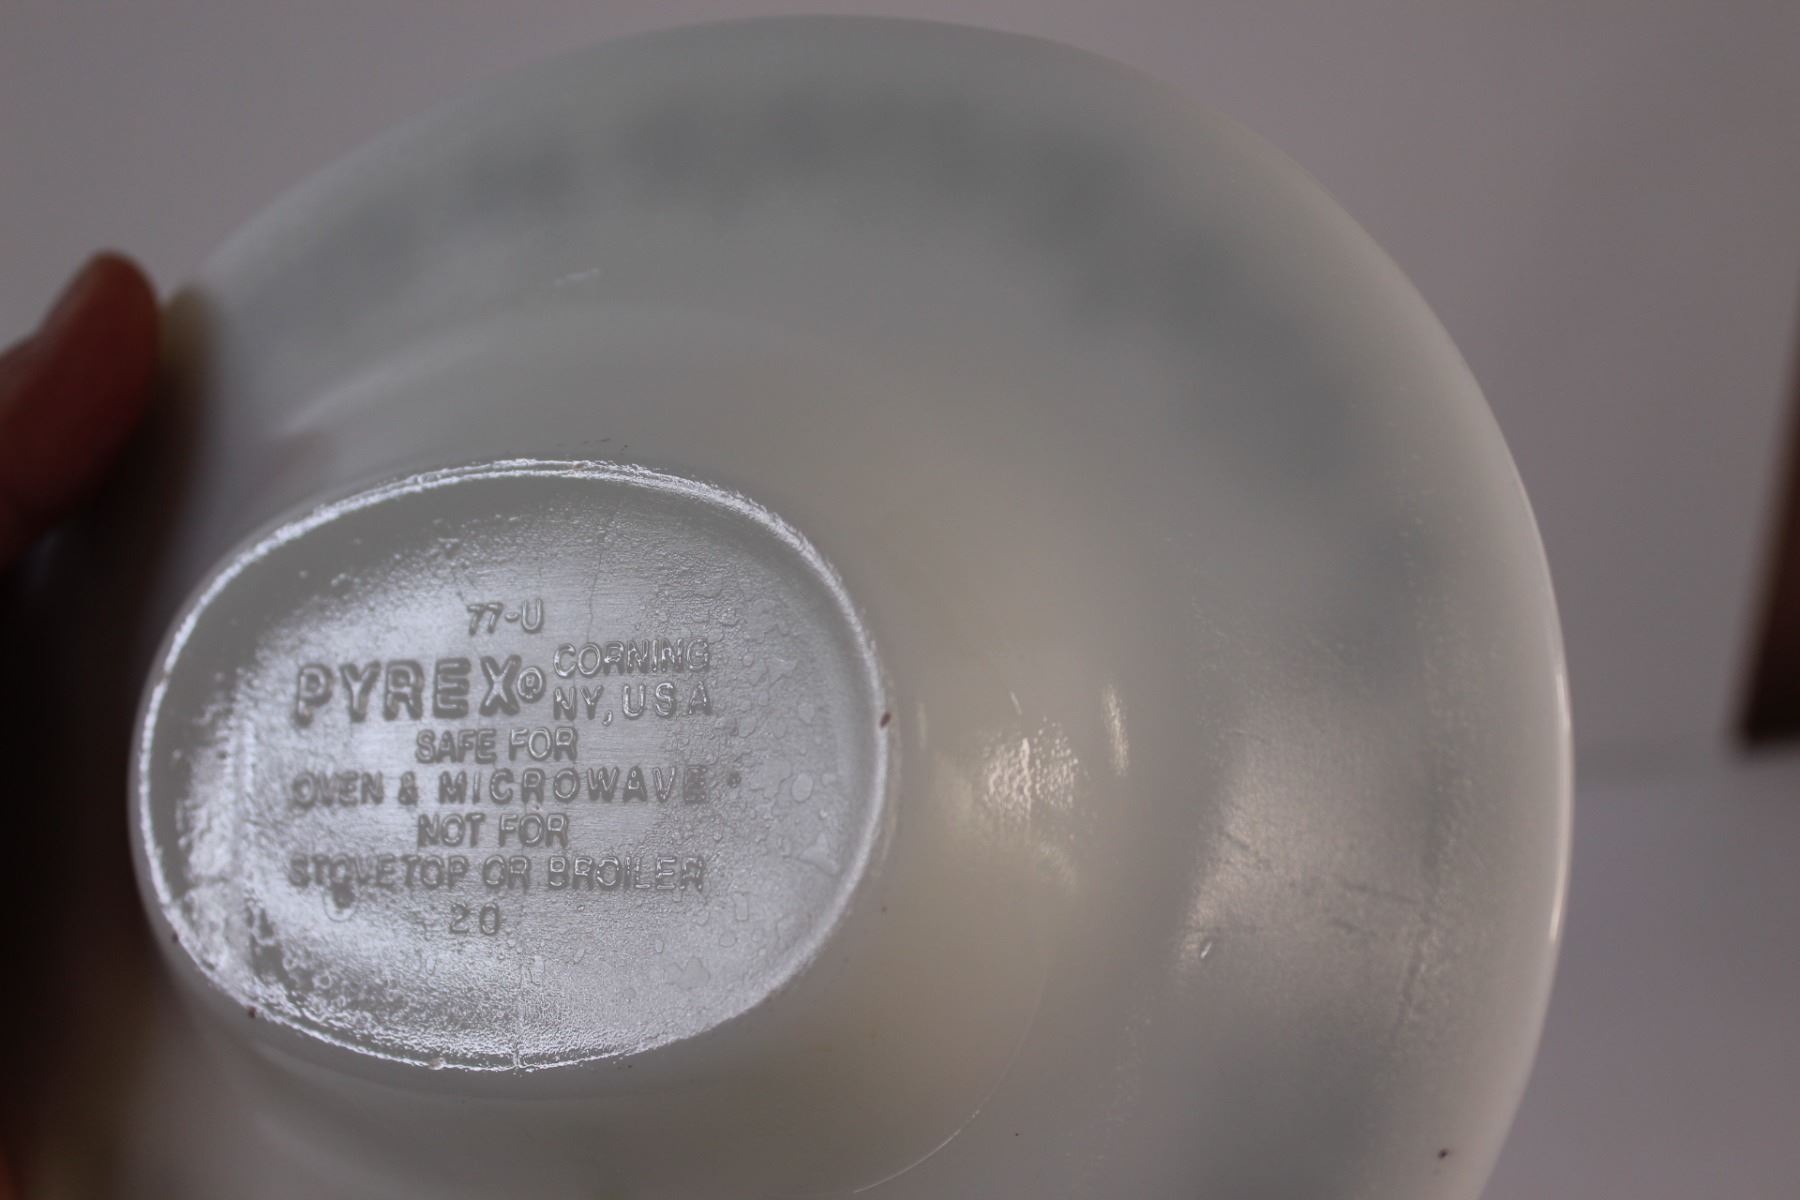 77-U
PYREX® CORNING
NY, USA
SAFE FOR
OVEN & MICROWAVE
NOT FOR
STOVETOP OR BROILER
20